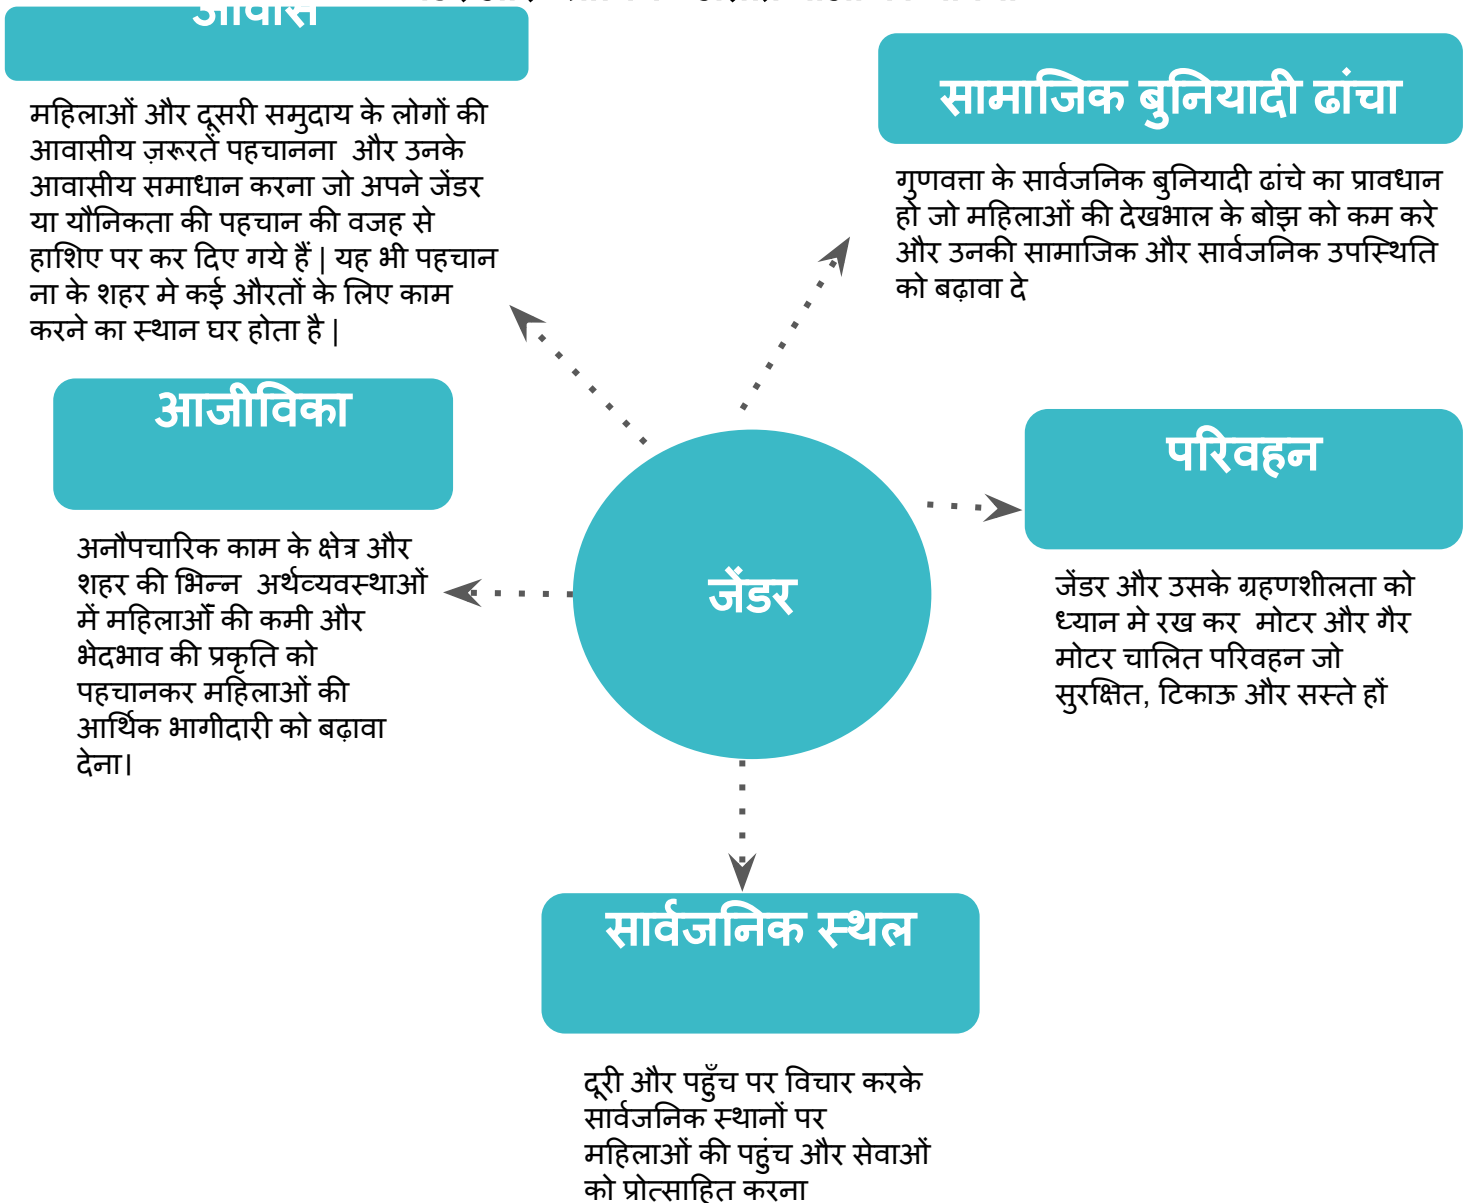 आवास
महिलाओं और दूसरी समुदाय के लोगों की
आवासीय ज़रूरतें पहचानना  और उनके
आवासीय समाधान करना जो अपने जेंडर
या यौनिकता की पहचान की वजह से
हाशिए पर कर दिए गये हैं | यह भी पहचान
ना के शहर मे कई औरतों के लिए काम
करने का स्थान घर होता है |
सामाजिक बुनियादी ढांचा
गुणवत्ता के सार्वजनिक बुनियादी ढांचे का प्रावधान
हो जो महिलाओं की देखभाल के बोझ को कम करे
और उनकी सामाजिक और सार्वजनिक उपस्थिति
को बढ़ावा दे
आजीविका
अनौपचारिक काम के क्षेत्र और
शहर की भिन्न  अर्थव्यवस्थाओं
में महिलाओँ की कमी और
भेदभाव की प्रकृति को
पहचानकर महिलाओं की
आर्थिक भागीदारी को बढ़ावा
देना।
जेंडर
परिवहन
जेंडर और उसके ग्रहणशीलता को
ध्यान मे रख कर  मोटर और गैर
मोटर चालित परिवहन जो
सुरक्षित, टिकाऊ और सस्ते हों
सार्वजनिक स्थल
दूरी और पहुँच पर विचार करके
सार्वजनिक स्थानों पर
महिलाओं की पहुंच और सेवाओं
को प्रोत्साहित करना